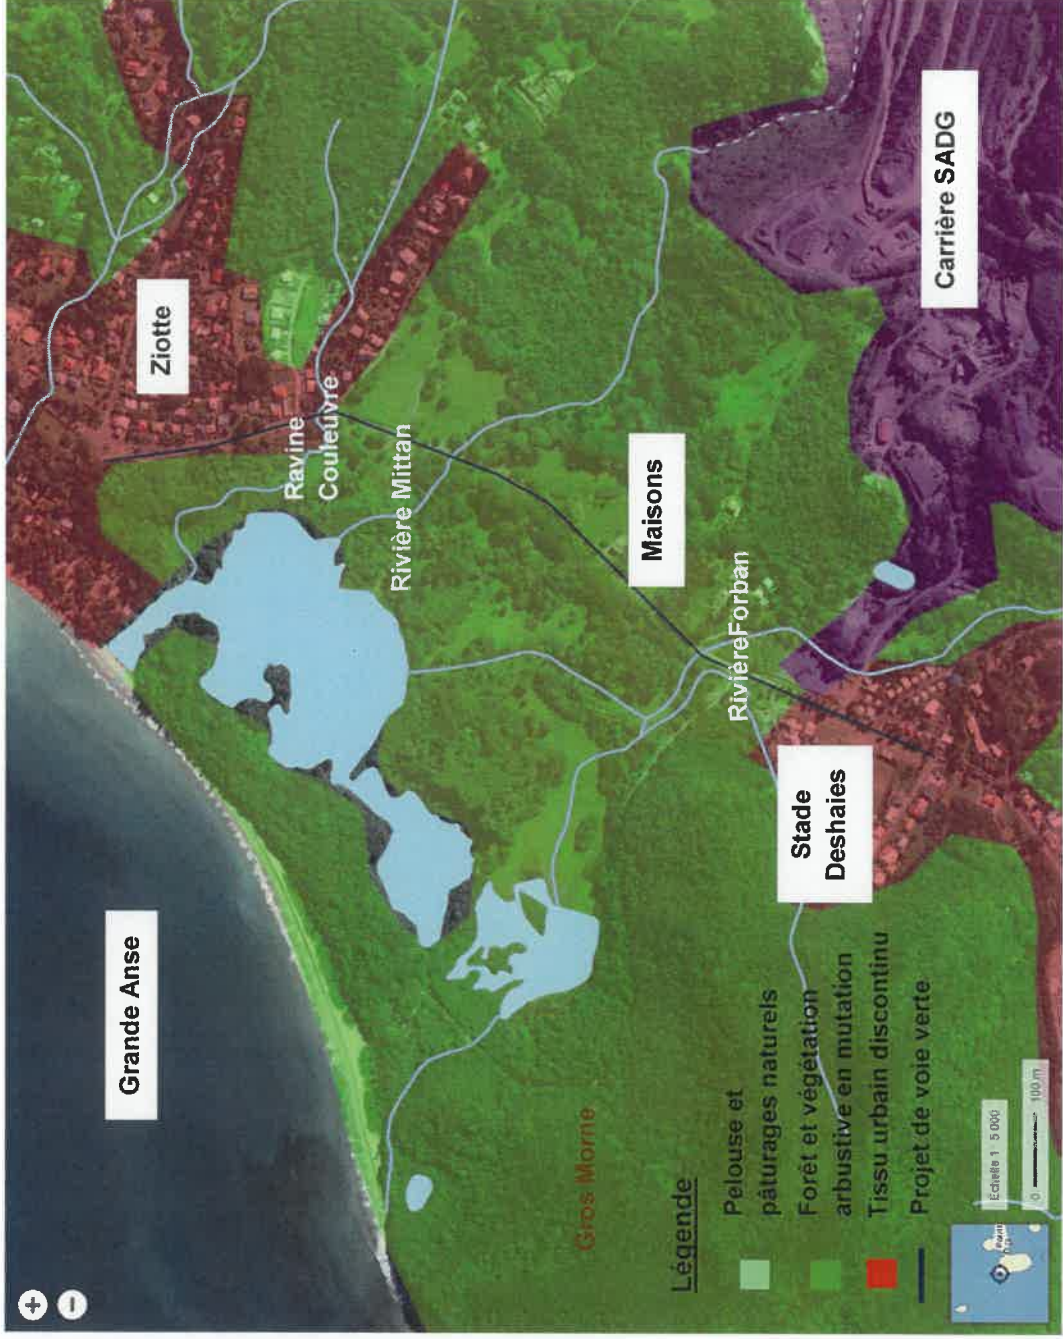 Grande Anse
Ziotte
Ravine
Couleuvre
Rivière Mittan
Maisons
RivièreForban
Carrière SADG
Stade
Deshaies
Gros Morne
Légende
Pelouse et
pâturages naturels
Forêt et végétation
arbustive en mutation
Tissu urbain discontinu
Projet de voie verte
Echelle 1 : 5 000
0 100 m